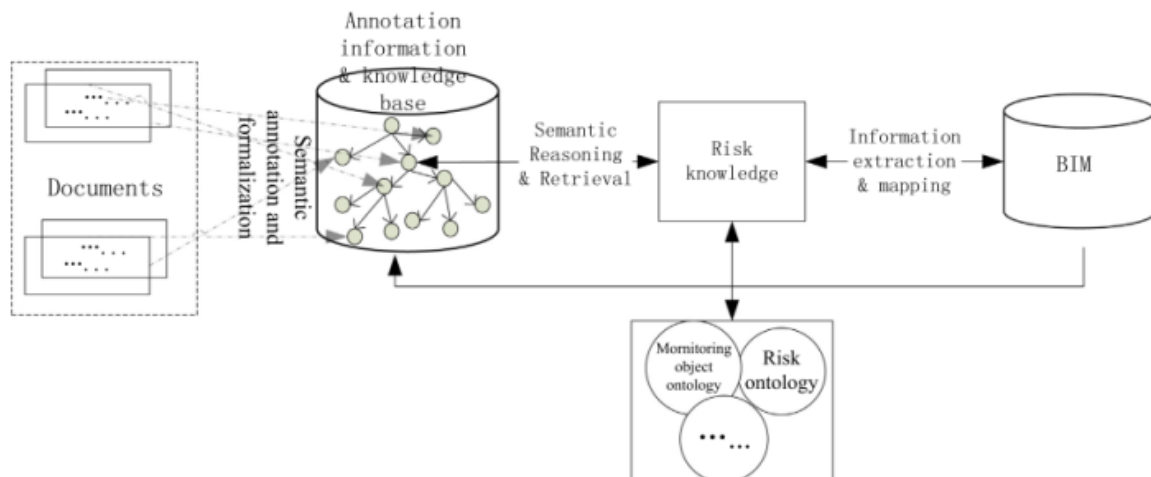 Annotation
information
& knowledge
base
Documents
Semantic
annotation and
formalization
Semantic
Reasoning
& Retrieval
Risk
knowledge
Information
extraction
& mapping
BIM
Mornitoring
object
ontology
Risk
ontology